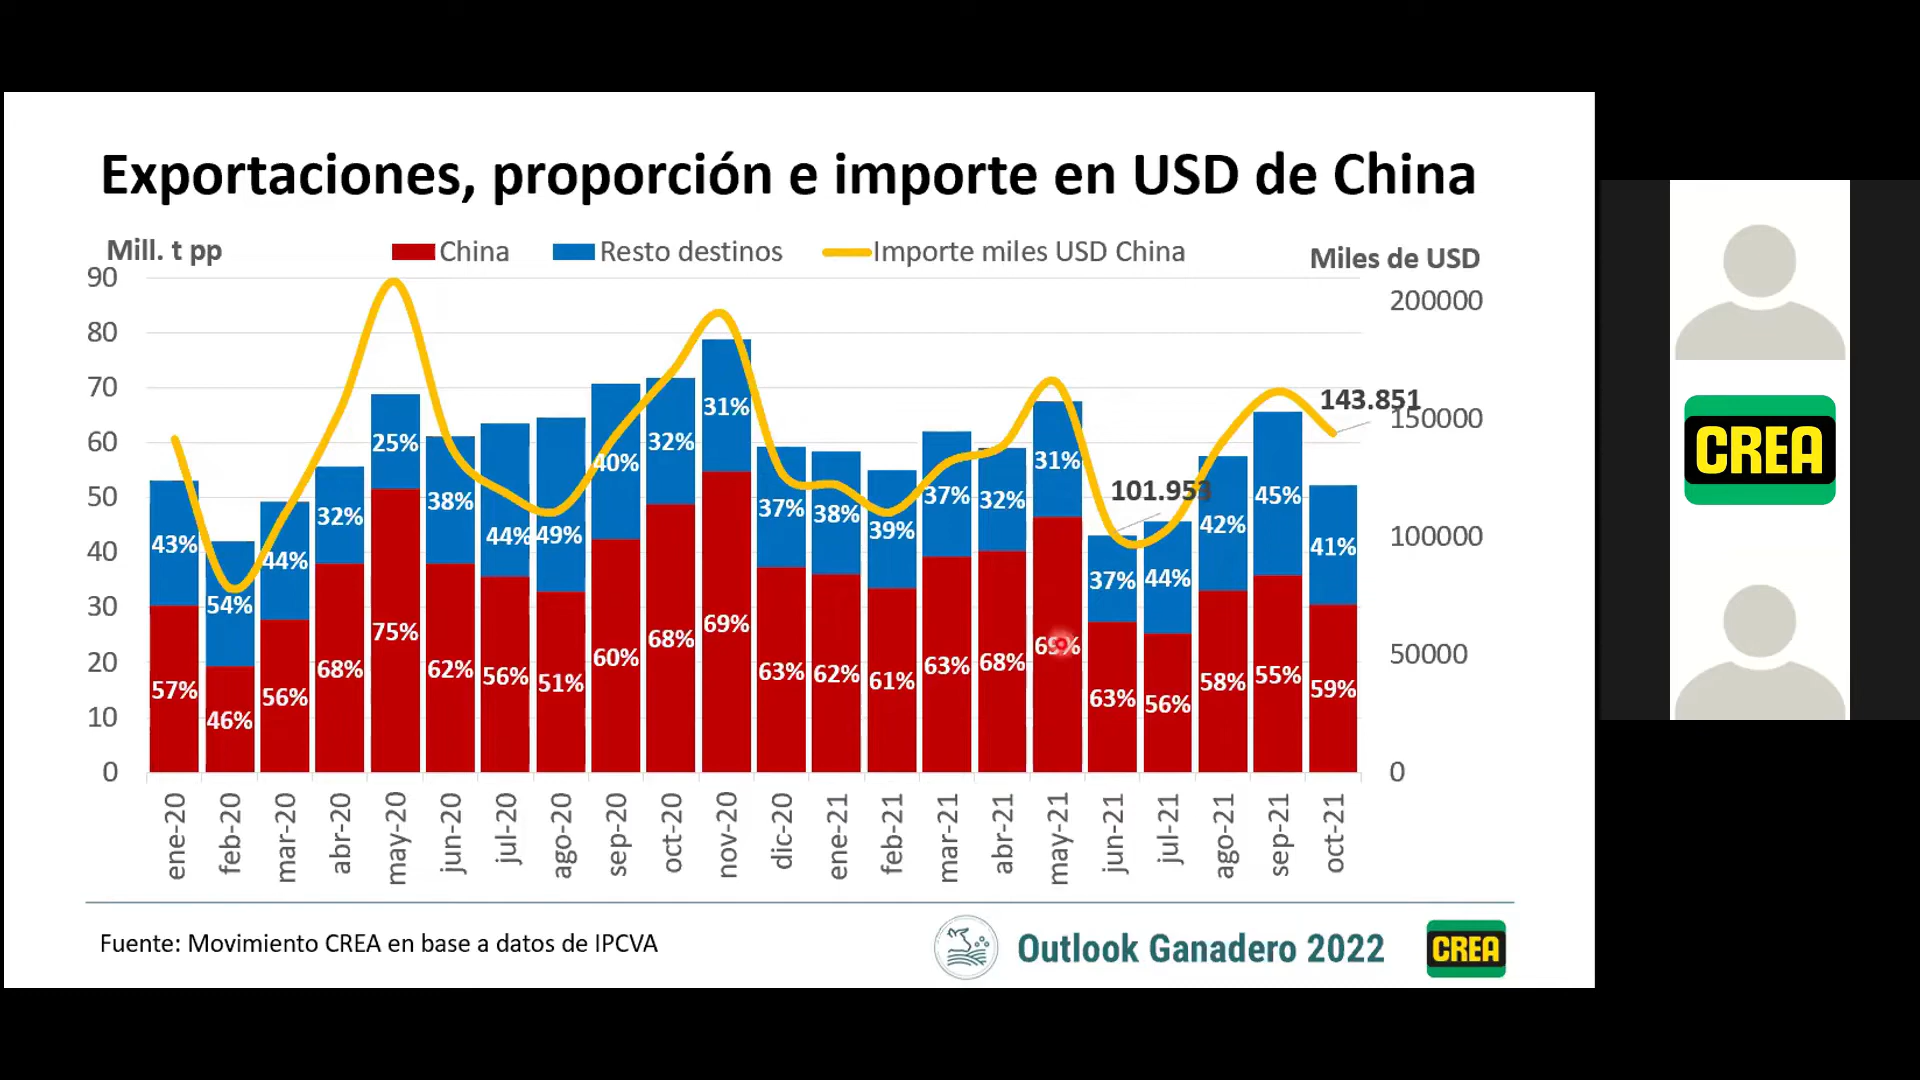 Exportaciones, proporción e importe en USD de China
Mill. t pp
China
Resto destinos
Importe miles USD China
Miles de USD
90
80
70
60
50
40
30
20
10
0
200000
150000
100000
50000
0
143.851
101.953
43%
54%
44%
32%
25%
38%
44%
49%
40%
32%
31%
37%
38%
39%
37%
32%
31%
37%
44%
42%
45%
41%
57%
46%
56%
68%
75%
62%
56%
51%
60%
68%
69%
63%
62%
61%
63%
68%
69%
63%
56%
58%
55%
59%
ene-20
feb-20
mar-20
abr-20
may-20
jun-20
jul-20
ago-20
sep-20
oct-20
nov-20
dic-20
ene-21
feb-21
mar-21
abr-21
may-21
jun-21
jul-21
ago-21
sep-21
oct-21
Fuente: Movimiento CREA en base a datos de IPCVA
Outlook Ganadero 2022
CREA
CREA